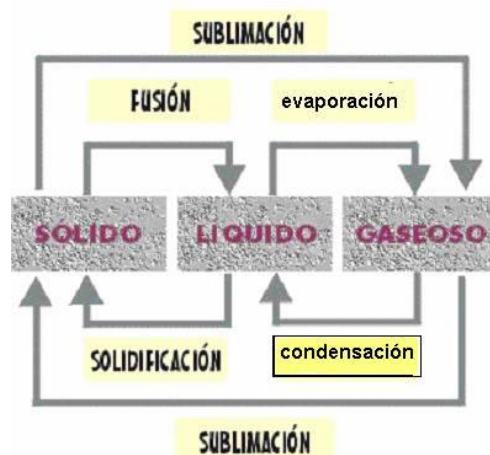 SUBLIMACIÓN
FUSIÓN
evaporación
SÓLIDO
LIQUIDO
GASEOSO
SOLIDIFICACIÓN
condensación
SUBLIMACIÓN